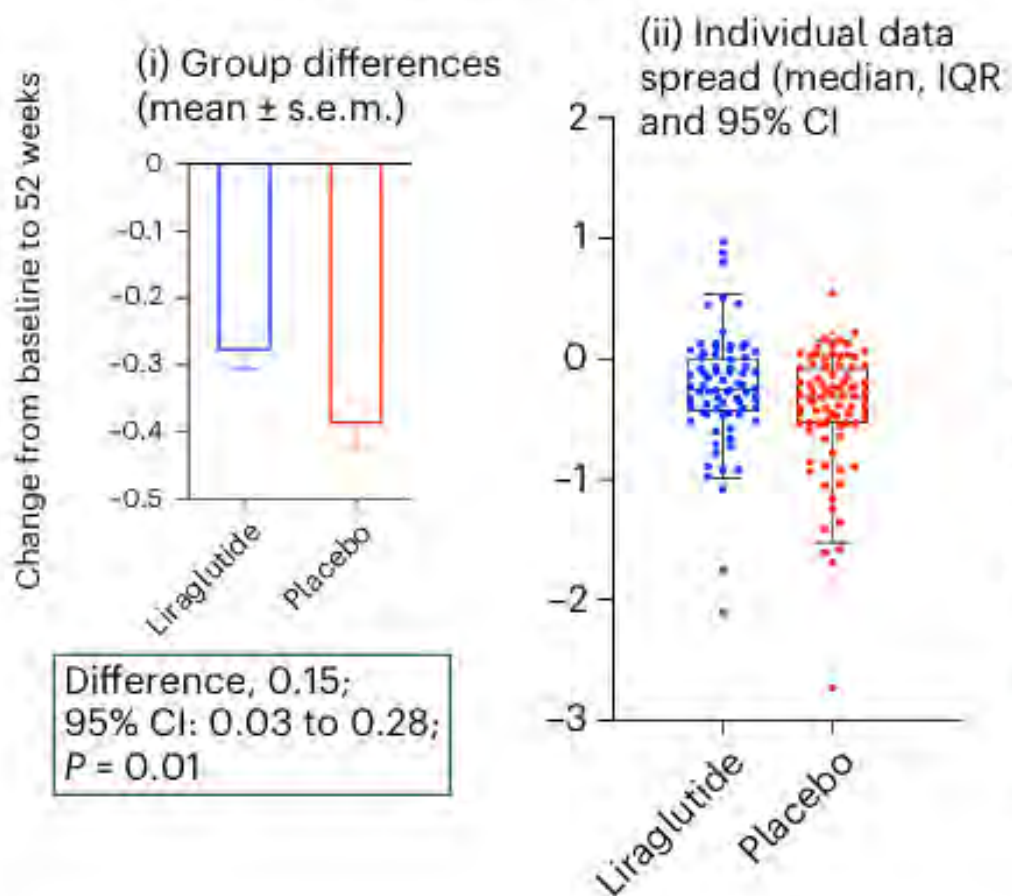 Change from baseline to 52 weeks
(i) Group differences
(mean ± s.e.m.)
0
−0.1
−0.2
−0.3
−0.4
−0.5
Liraglutide
Placebo
Difference, 0.15;
95% CI: 0.03 to 0.28;
P = 0.01
(ii) Individual data
spread (median, IQR
and 95% CI
2
1
0
−1
−2
−3
Liraglutide
Placebo